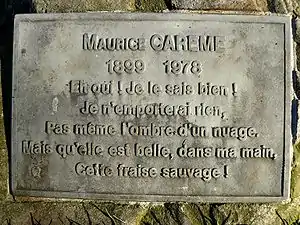 MAURICE CAREME
1899 1978
Eh oui ! Je le sais bien !
Je n'emporterai rien,
Pas même l'ombre d'un nuage.
Mais qu'elle est belle, dans ma main,
Cette fraise sauvage !